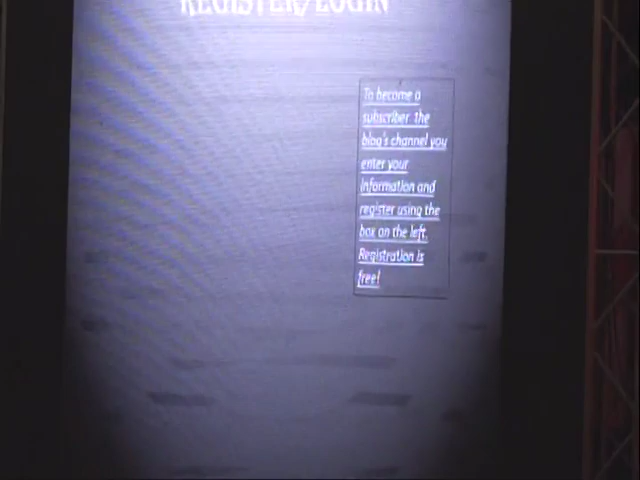 REGISTER/LOGIN
To become a
subscriber the
blog's channel you
enter your
information and
register using the
box on the left.
Registration is
free!